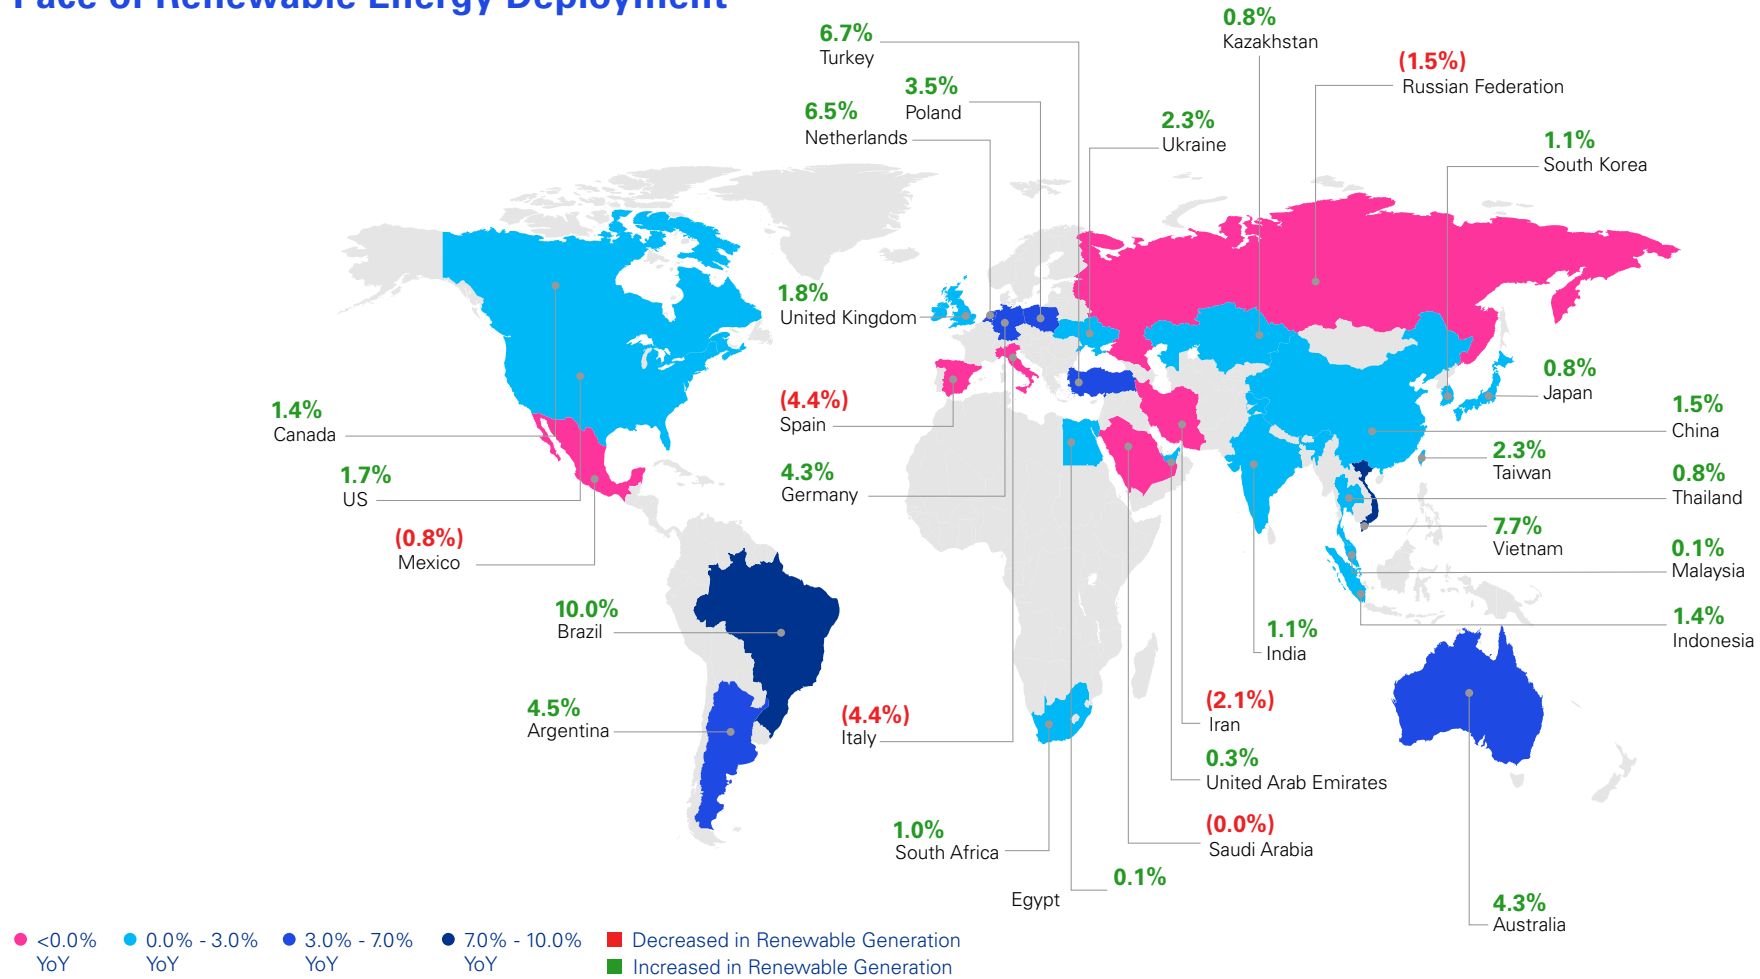 Pace of Renewable Energy Deployment
0.8%
Kazakhstan
6.7%
Turkey
(1.5%)
Russian Federation
3.5%
Poland
6.5%
Netherlands
2.3%
Ukraine
1.1%
South Korea
1.8%
United Kingdom
0.8%
Japan
(4.4%)
Spain
1.4%
Canada
1.5%
China
2.3%
Taiwan
4.3%
Germany
1.7%
US
0.8%
Thailand
7.7%
Vietnam
(0.8%)
Mexico
0.1%
Malaysia
10.0%
Brazil
1.4%
Indonesia
1.1%
India
4.5%
Argentina
(4.4%)
Italy
(2.1%)
Iran
0.3%
United Arab Emirates
1.0%
South Africa
(0.0%)
Saudi Arabia
0.1%
Egypt
4.3%
Australia
<0.0%
YoY
0.0% - 3.0%
YoY
3.0% - 7.0%
YoY
7.0% - 10.0%
YoY
Decreased in Renewable Generation
Increased in Renewable Generation